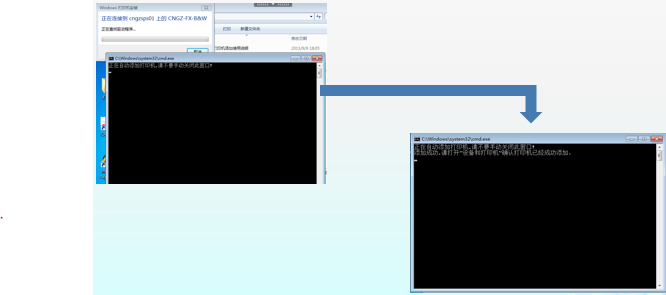 Windows 打印机安装
正在连接到 cngzsps01 上的 CNGZ-FX-B&W
正在查找驱动程序...
取消
打印
新建文件夹
修改日期
打印机添加使用说明
2011/9/9 18:05
C:\Windows\system32\cmd.exe
正在自动添加打印机,请不要手动关闭此窗口!
C:\Windows\system32\cmd.exe
正在自动添加打印机,请不要手动关闭此窗口!
添加成功,请打开"设备和打印机"确认打印机已经成功添加.